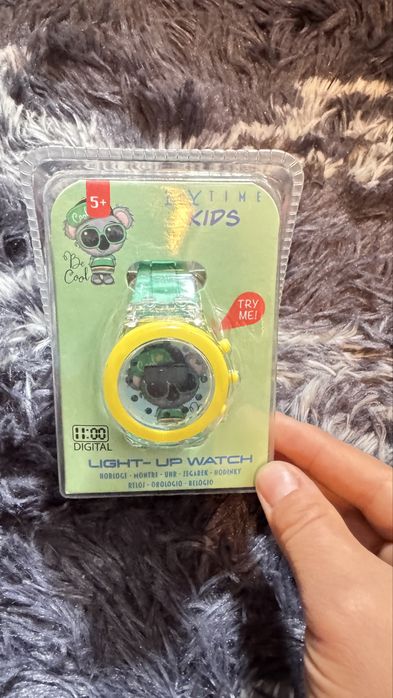 5+
TIME
KIDS
Cool
Be
Cool
TRY
ME!
11:00
DIGITAL
LIGHT-UP WATCH
HORLOGE - MONTRE - UHR - ZEGAREK - HODINKY
RELOJ - OROLOGIO - RELOGIO